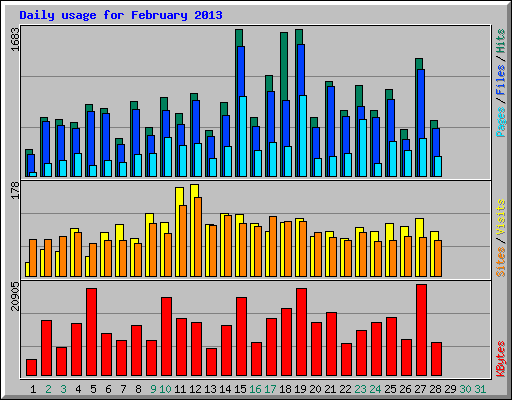 Daily usage for February 2013
1683
Pages / Files / Hits
178
Sites / Visits
20905
KBytes
1 2 3 4 5 6 7 8 9 10 11 12 13 14 15 16 17 18 19 20 21 22 23 24 25 26 27 28 29 30 31